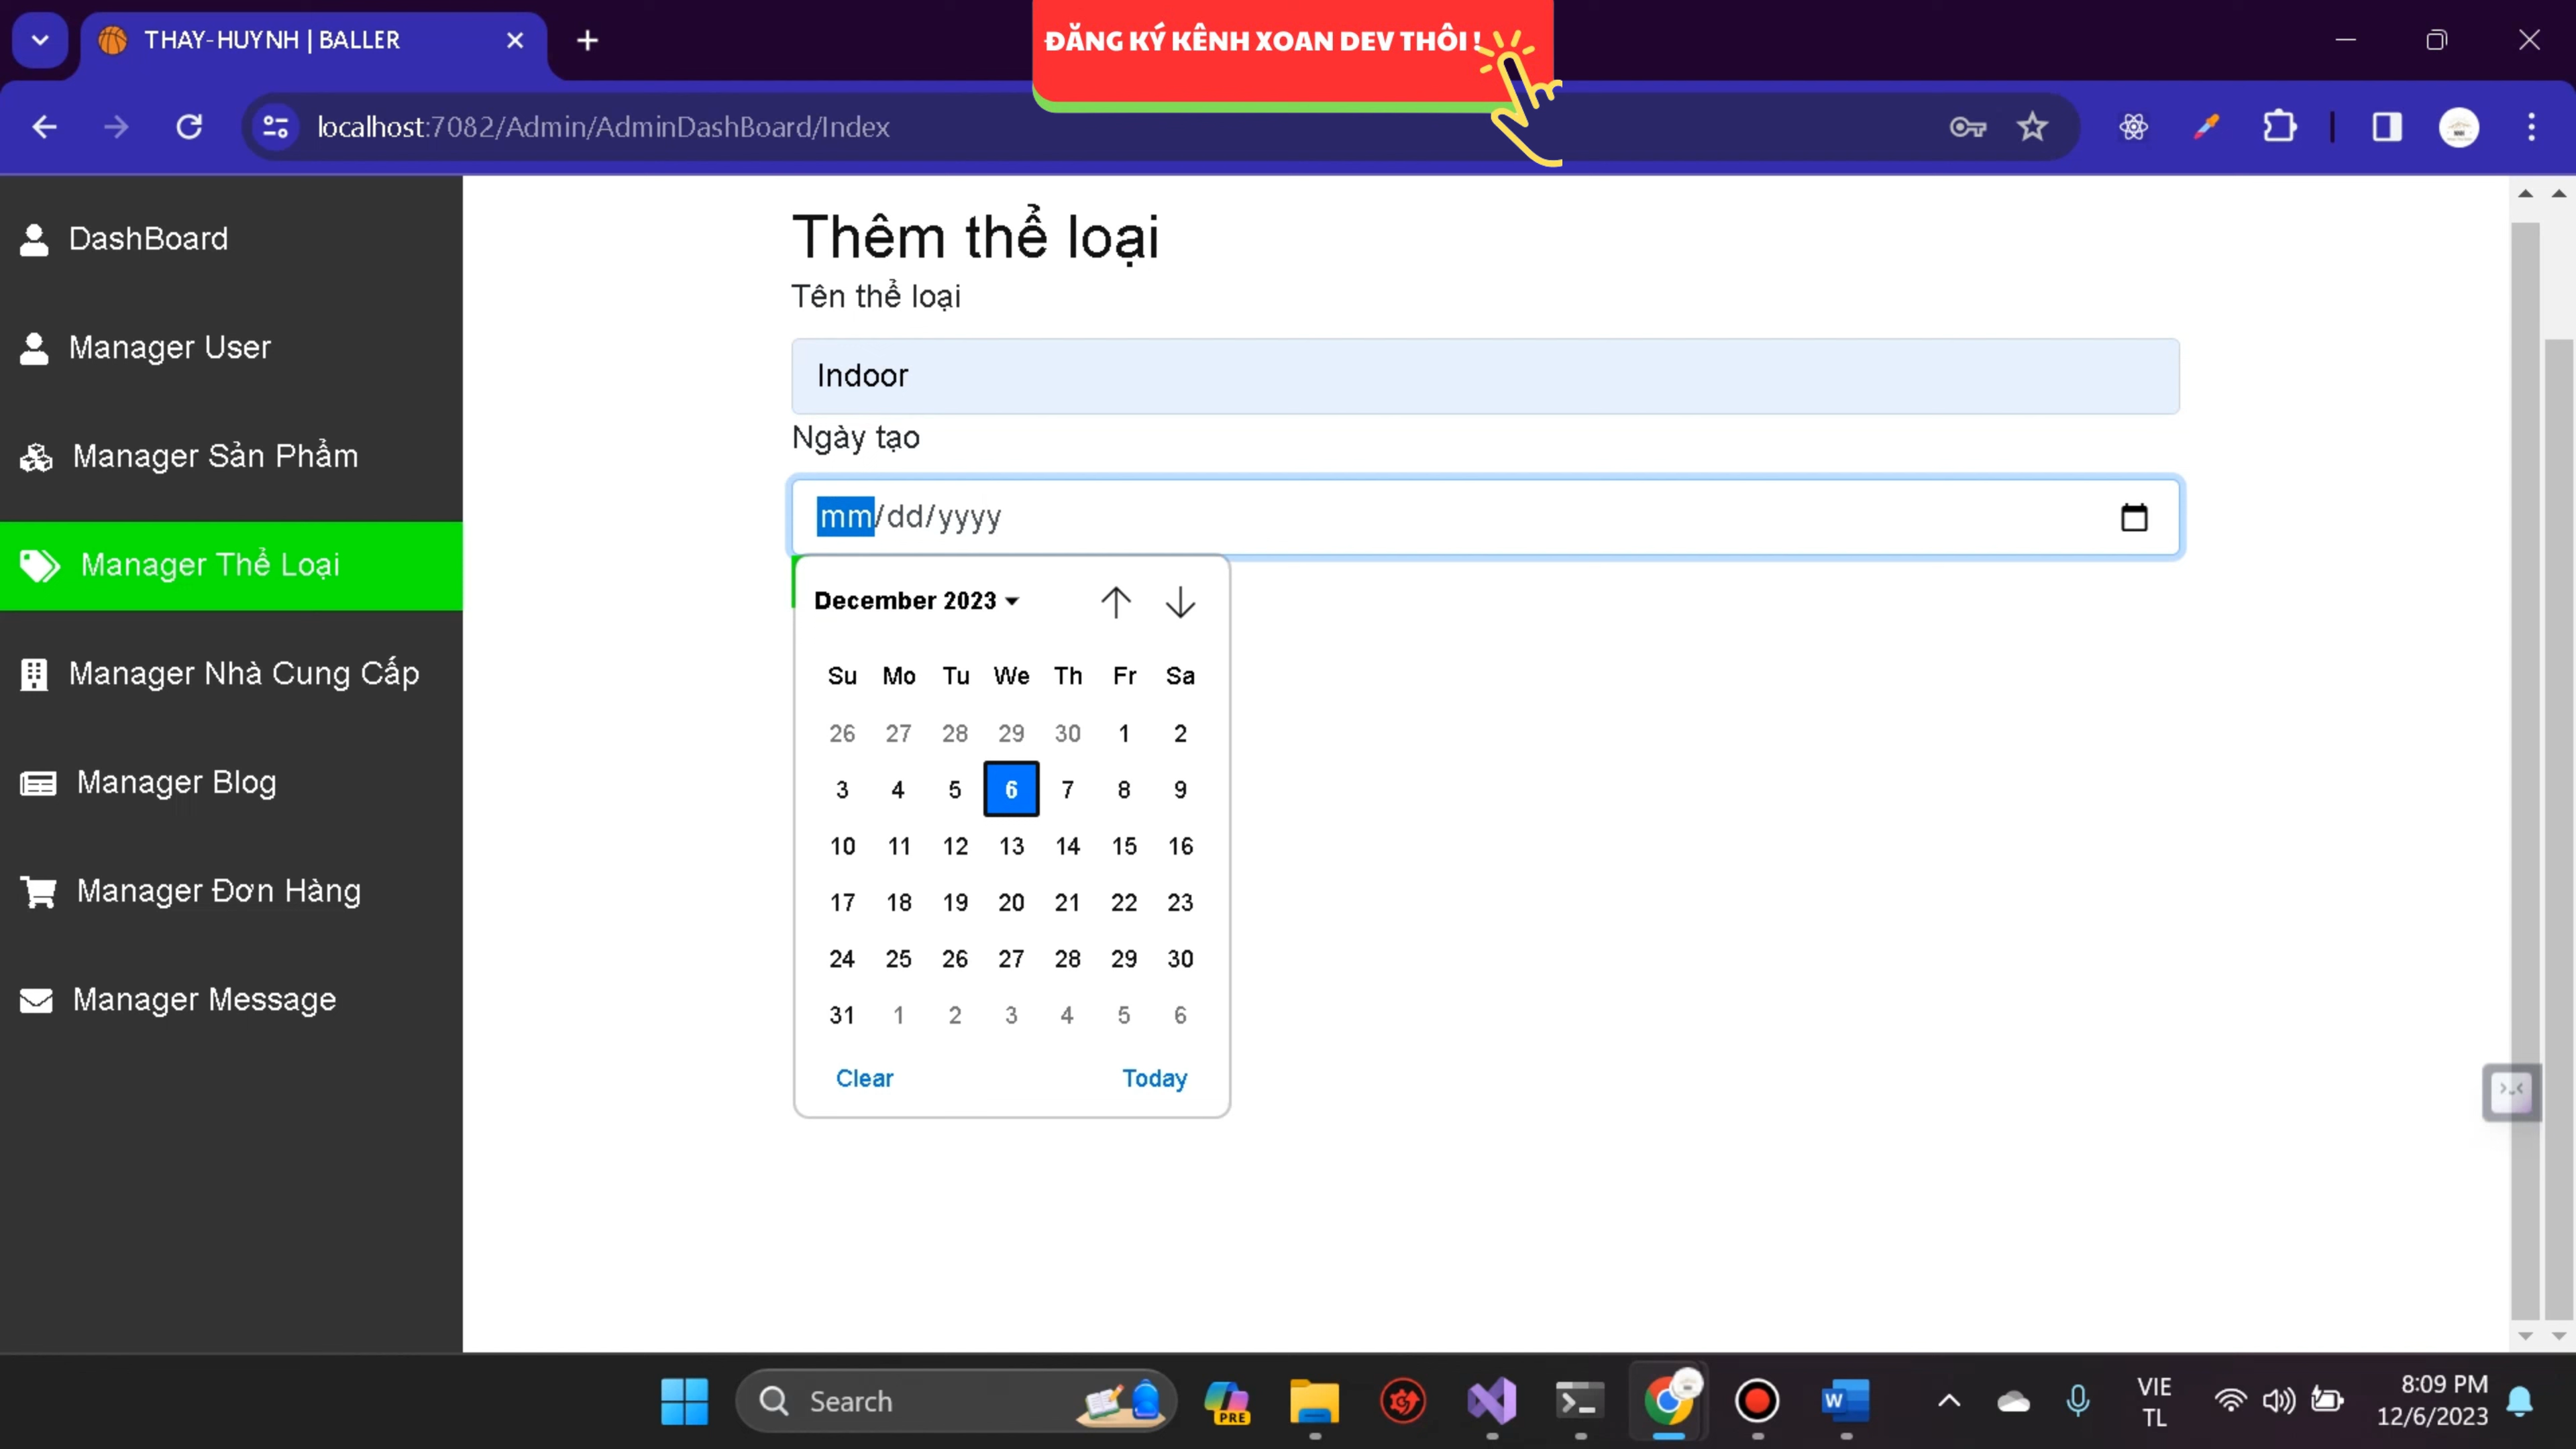 THAY-HUYNH | BALLER
ĐĂNG KÝ KÊNH XOAN DEV THÔI !
localhost:7082/Admin/AdminDashBoard/Index
DashBoard
Manager User
Manager Sản Phẩm
Manager Thể Loại
Manager Nhà Cung Cấp
Manager Blog
Manager Đơn Hàng
Manager Message
Thêm thể loại
Tên thể loại
Indoor
Ngày tạo
mm/dd/yyyy
December 2023
Su Mo Tu We Th Fr Sa
26 27 28 29 30 1 2
3 4 5 6 7 8 9
10 11 12 13 14 15 16
17 18 19 20 21 22 23
24 25 26 27 28 29 30
31 1 2 3 4 5 6
Clear Today
Search
PRE
W
VIE
TL
8:09 PM
12/6/2023